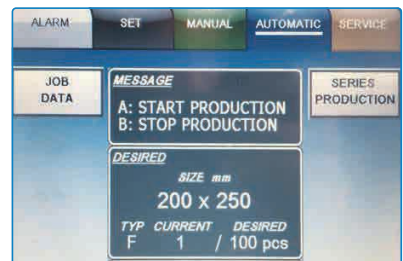 ALARM SET MANUAL AUTOMATIC SERVICE
JOB
DATA
MESSAGE
A: START PRODUCTION
B: STOP PRODUCTION
SERIES
PRODUCTION
DESIRED
SIZE mm
200 x 250
TYP CURRENT DESIRED
F 1 / 100 pcs